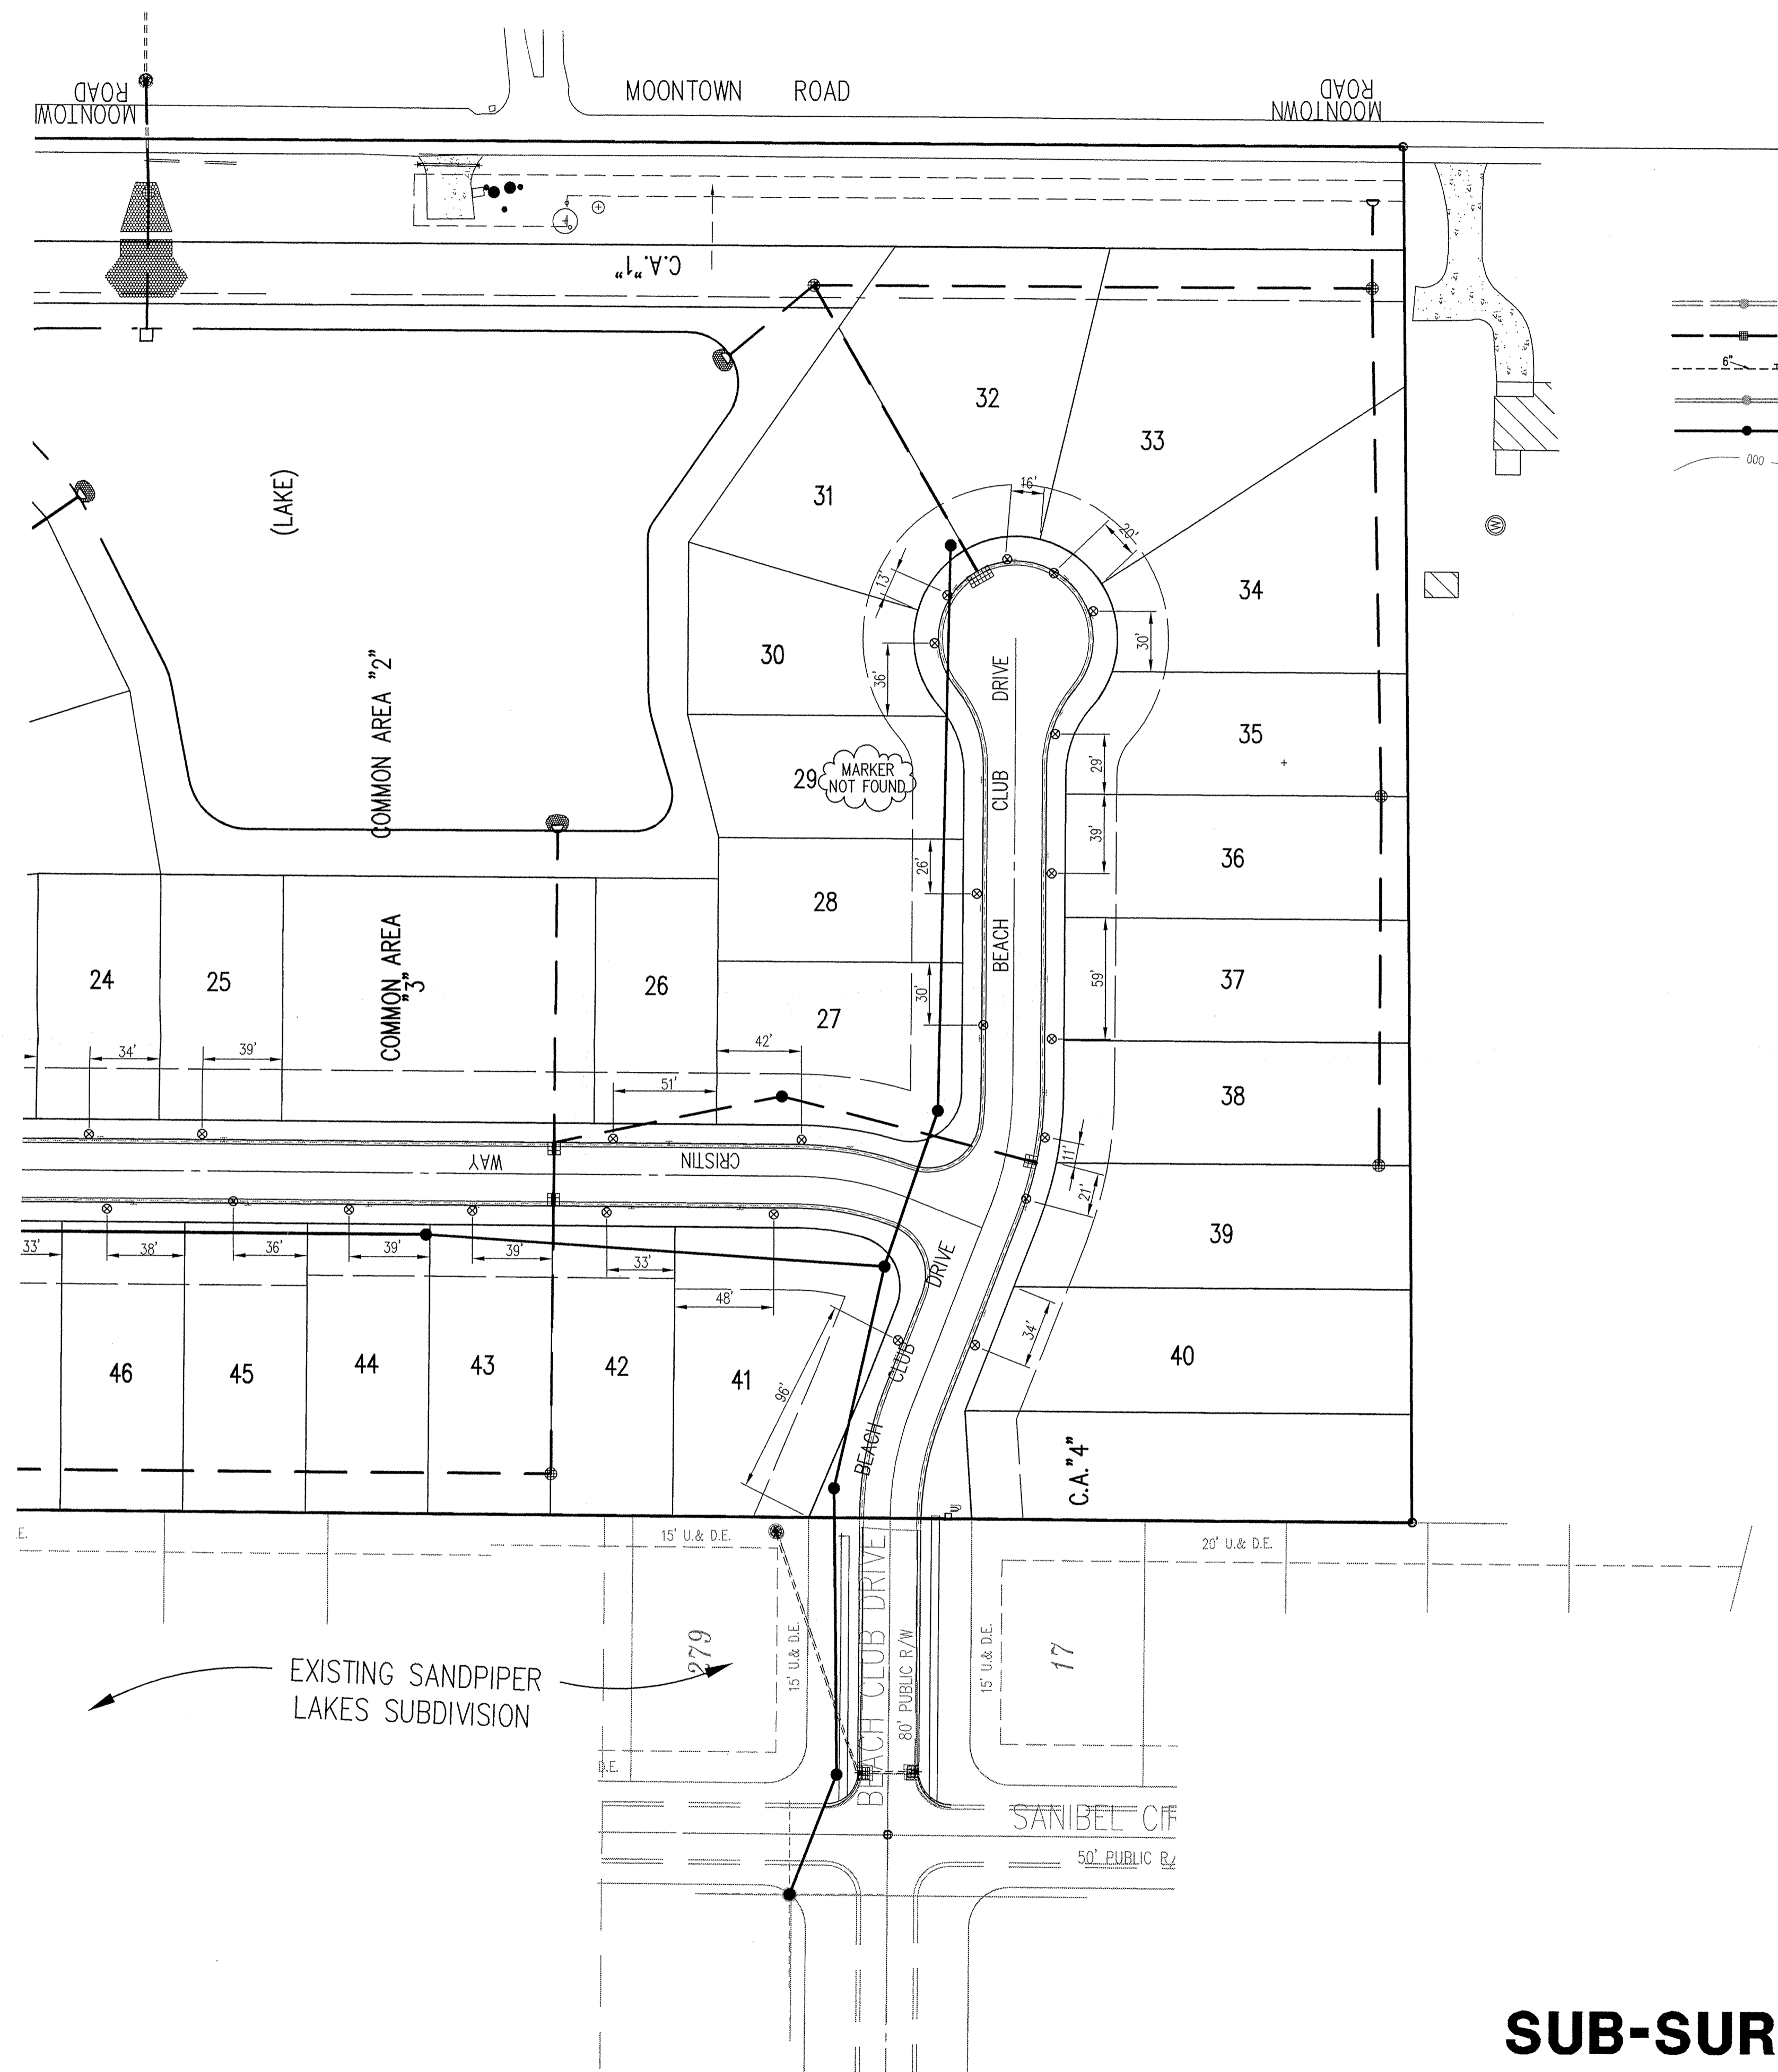 MOONTOWN ROAD
MOONTOW
ROAD
MOONTOWN
ROAD
C.A."1"
6"
000
(LAKE)
32
33
31
16'
20'
13'
34
30
36'
30'
DRIVE
CLUB
BEACH
COMMON AREA "2"
35
29
MARKER
NOT FOUND
29'
39'
36
26'
28
24
25
COMMON AREA
"3"
26
37
59'
30'
27
34'
39'
42'
51'
38
WAY
CRISTIN
11'
21'
39
33'
38'
36'
39'
39'
33'
48'
DRIVE
CLUB
BEACH
34'
46
45
44
43
42
41
96'
40
C.A."4"
E.
15' U.& D.E.
20' U.& D.E.
279
15' U.& D.E.
BEACH CLUB DRIVE
80' PUBLIC R/W
15' U.& D.E.
17
EXISTING SANDPIPER
LAKES SUBDIVISION
D.E.
SANIBEL CIR
50' PUBLIC R/
W
SUB-SUR